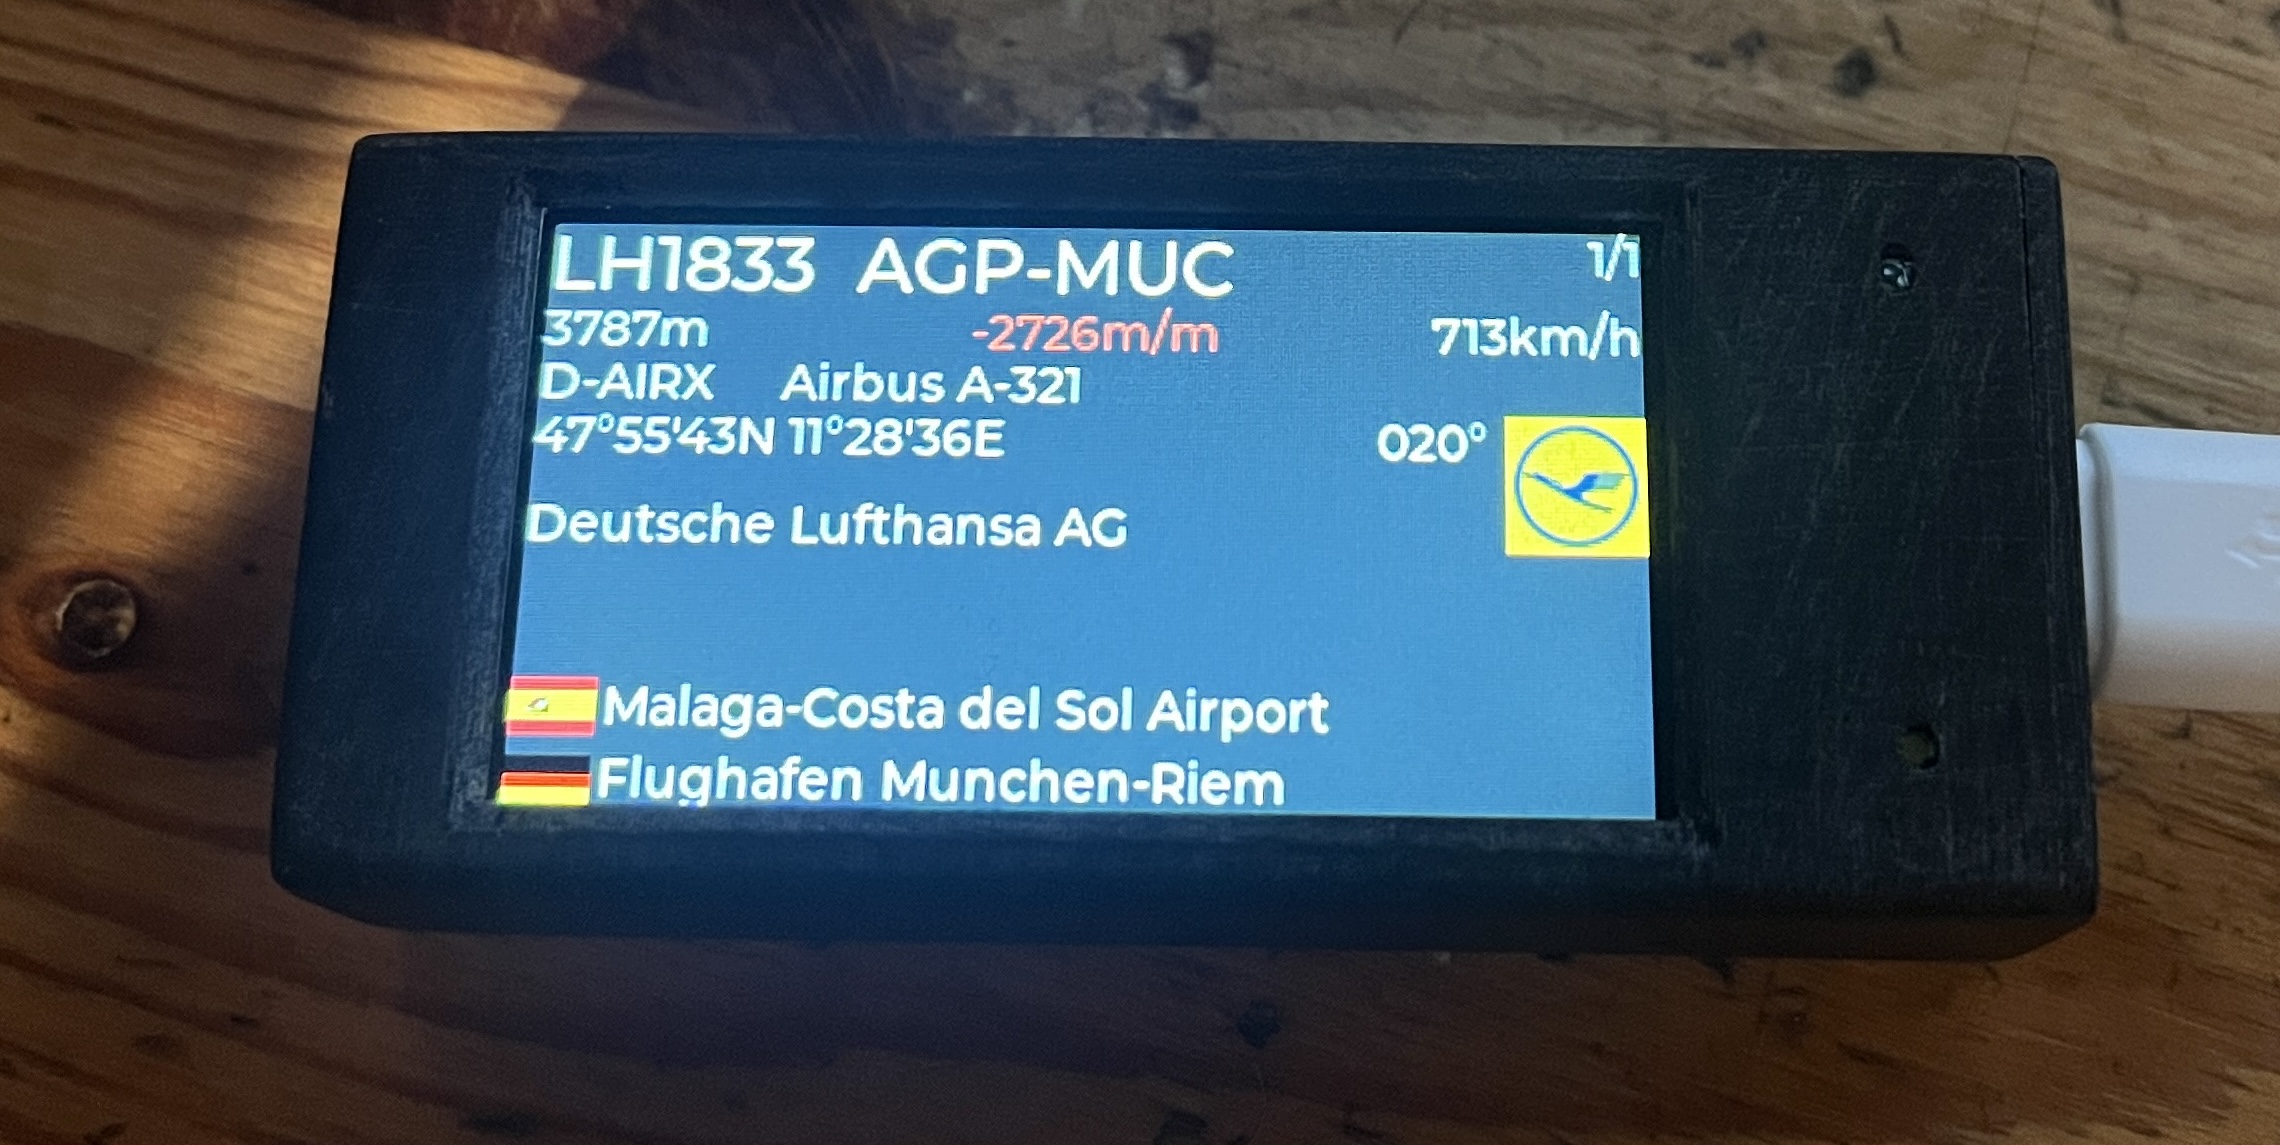 LH1833 AGP-MUC 1/1
3787m -2726m/m 713km/h
D-AIRX Airbus A-321
47°55'43N 11°28'36E 020°
Deutsche Lufthansa AG
Malaga-Costa del Sol Airport
Flughafen Munchen-Riem